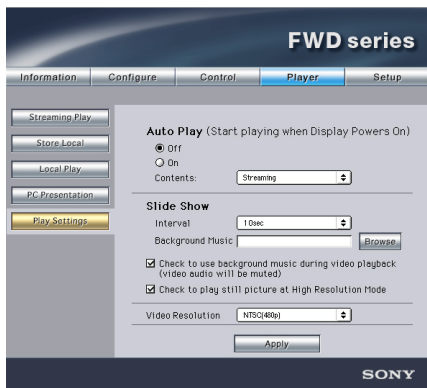 FWD series
Information Configure Control Player Setup
Streaming Play
Store Local
Local Play
PC Presentation
Play Settings
Auto Play (Start playing when Display Powers On)
Off
On
Contents: Streaming
Slide Show
Interval 10sec
Background Music Browse
Check to use background music during video playback
(video audio will be muted)
Check to play still picture at High Resolution Mode
Video Resolution NTSC(480p)
Apply
SONY